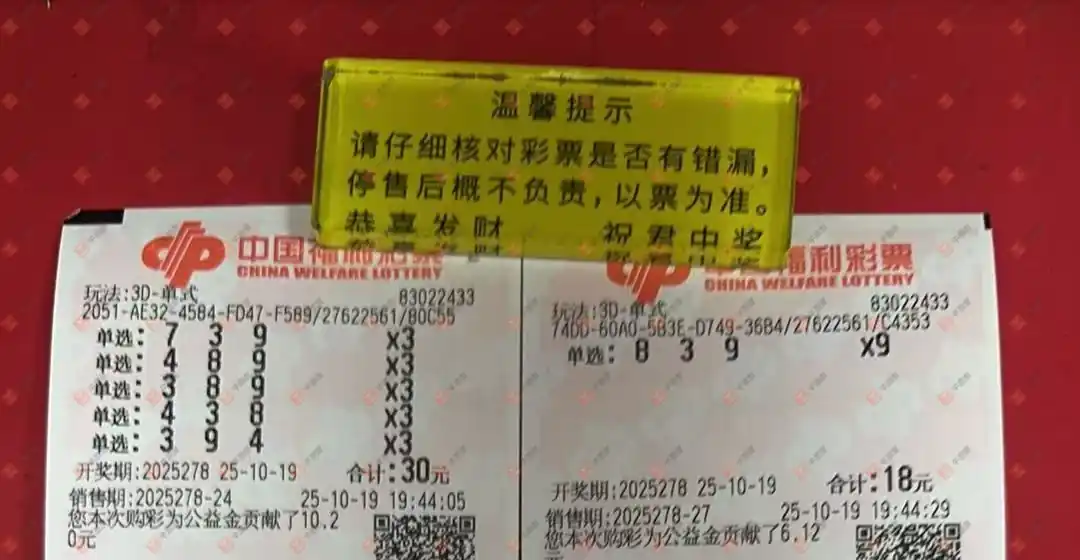 温馨提示
请仔细核对彩票是否有错漏，
停售后概不负责，以票为准。
恭喜发财 祝君中奖
中国福利彩票
CHINA WELFARE LOTTERY
玩法:3D-单式 83022433
2051-AE32-4584-FD47-F589/27622561/80C55
单选: 7 3 9 x3
单选: 4 8 9 x3
单选: 3 8 9 x3
单选: 4 3 8 x3
单选: 3 9 4 x3
开奖期:2025278 25-10-19 合计:30元
销售期:2025278-24 25-10-19 19:44:05
您本次购彩为公益金贡献了10.2
0元
中国福利彩票
CHINA WELFARE LOTTERY
玩法:3D-单式 83022433
74DD-60A0-5B3E-D749-36B4/27622561/C4353
单选: 8 3 9 x9
开奖期:2025278 25-10-19 合计:18元
销售期:2025278-27 25-10-19 19:44:29
您本次购彩为公益金贡献了6.12
元